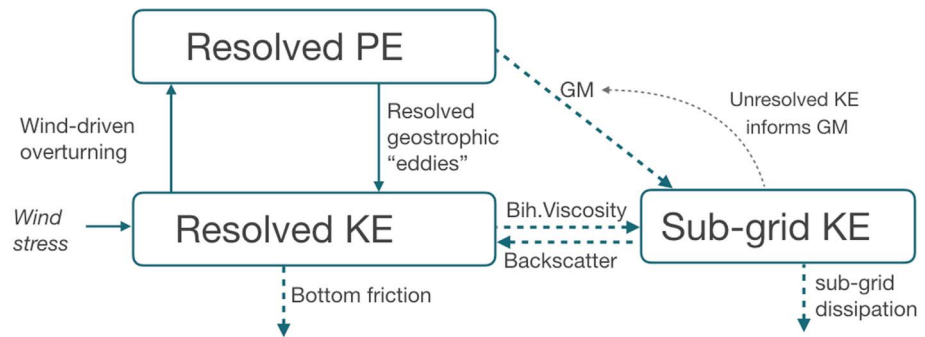 Resolved PE
GM
Unresolved KE
informs GM
Wind-driven
overturning
Resolved
geostrophic
“eddies”
Wind
stress
Resolved KE
Bih.Viscosity
Backscatter
Sub-grid KE
Bottom friction
sub-grid
dissipation